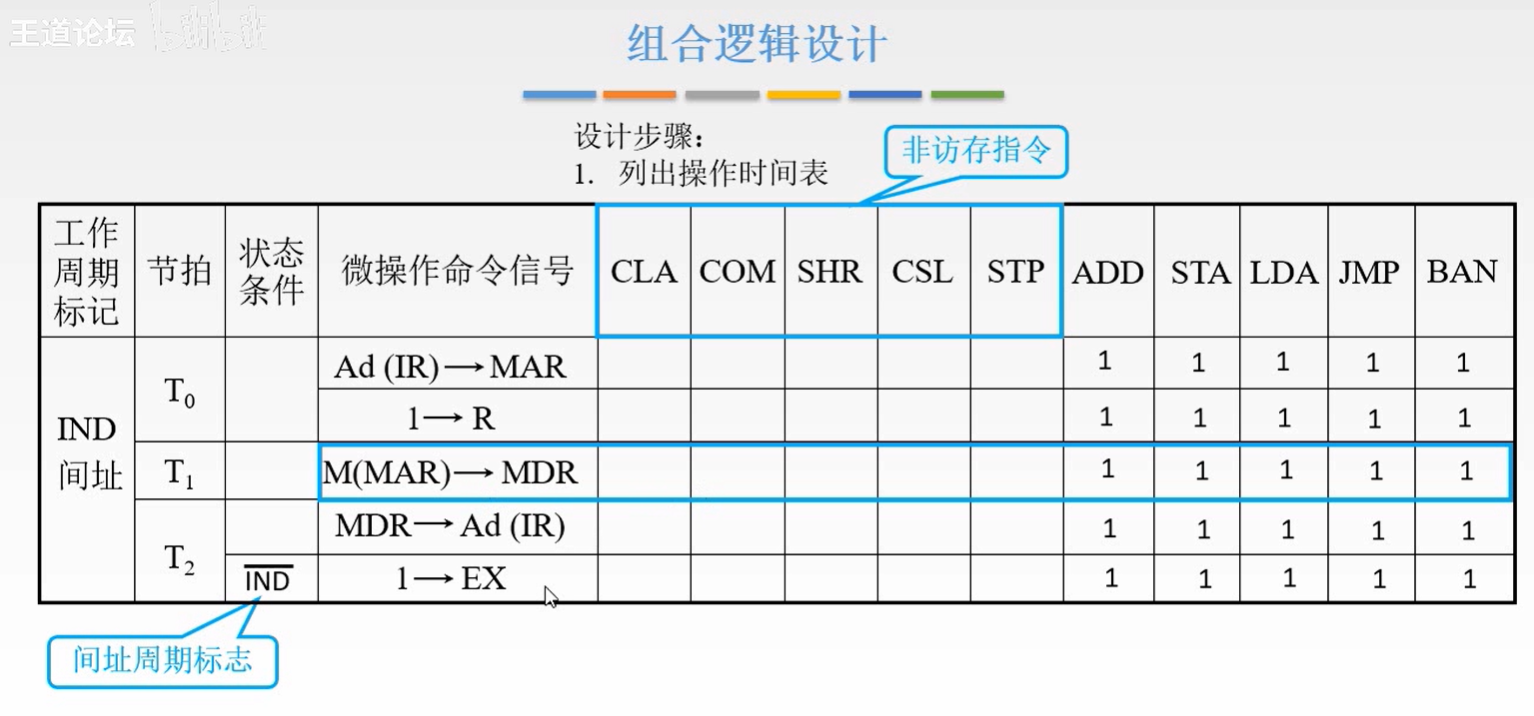 王道论坛 bilibili
组合逻辑设计
设计步骤：
1. 列出操作时间表
非访存指令
工作周期标记 节拍 状态条件 微操作命令信号 CLA COM SHR CSL STP ADD STA LDA JMP BAN
IND 间址 T₀ Ad (IR)→MAR 1 1 1 1 1
1→R 1 1 1 1 1
T₁ M(MAR)→MDR 1 1 1 1 1
T₂ MDR→Ad (IR) 1 1 1 1 1
I̅N̅D̅ 1→EX 1 1 1 1 1
间址周期标志